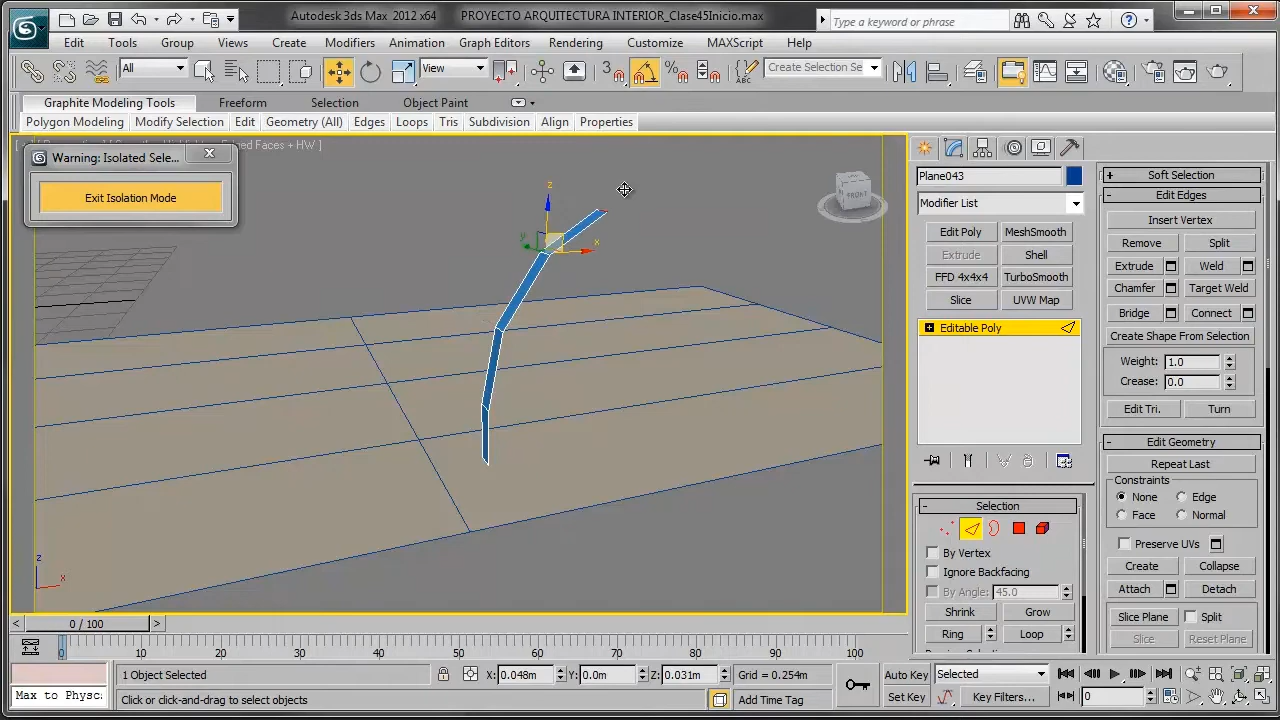 Autodesk 3ds Max 2012 x64 PROYECTO ARQUITECTURA INTERIOR_Clase45Inicio.max
Type a keyword or phrase
Edit Tools Group Views Create Modifiers Animation Graph Editors Rendering Customize MAXScript Help
All View Create Selection Se
Graphite Modeling Tools Freeform Selection Object Paint
Polygon Modeling Modify Selection Edit Geometry (All) Edges Loops Tris Subdivision Align Properties
Faces + HW ]
Warning: Isolated Sele...
Exit Isolation Mode
FRONT
z
y
x
z
x
Plane043
Modifier List
Edit Poly MeshSmooth
Extrude Shell
FFD 4x4x4 TurboSmooth
Slice UVW Map
Editable Poly
Selection
By Vertex
Ignore Backfacing
By Angle: 45.0
Shrink Grow
Ring Loop
Soft Selection
Edit Edges
Insert Vertex
Remove Split
Extrude Weld
Chamfer Target Weld
Bridge Connect
Create Shape From Selection
Weight: 1.0
Crease: 0.0
Edit Tri. Turn
Edit Geometry
Repeat Last
Constraints
None Edge
Face Normal
Preserve UVs
Create Collapse
Attach Detach
Slice Plane Split
Slice Reset Plane
0 / 100
0 10 20 30 40 50 60 70 80 90 100
1 Object Selected X: 0.048m Y: 0.0m Z: 0.031m Grid = 0.254m Auto Key Selected
Max to Physc. Click or click-and-drag to select objects Add Time Tag Set Key Key Filters... 0